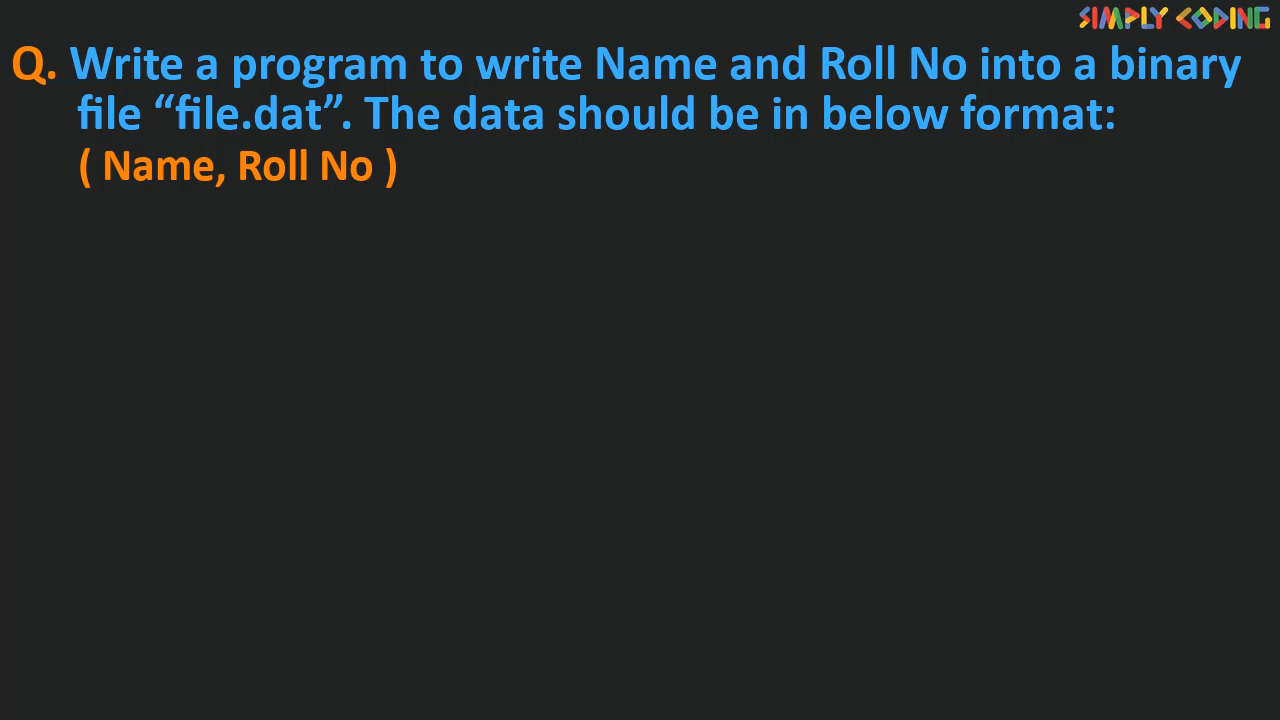 SIMPLY CODING
Q. Write a program to write Name and Roll No into a binary
file “file.dat”. The data should be in below format:
( Name, Roll No )